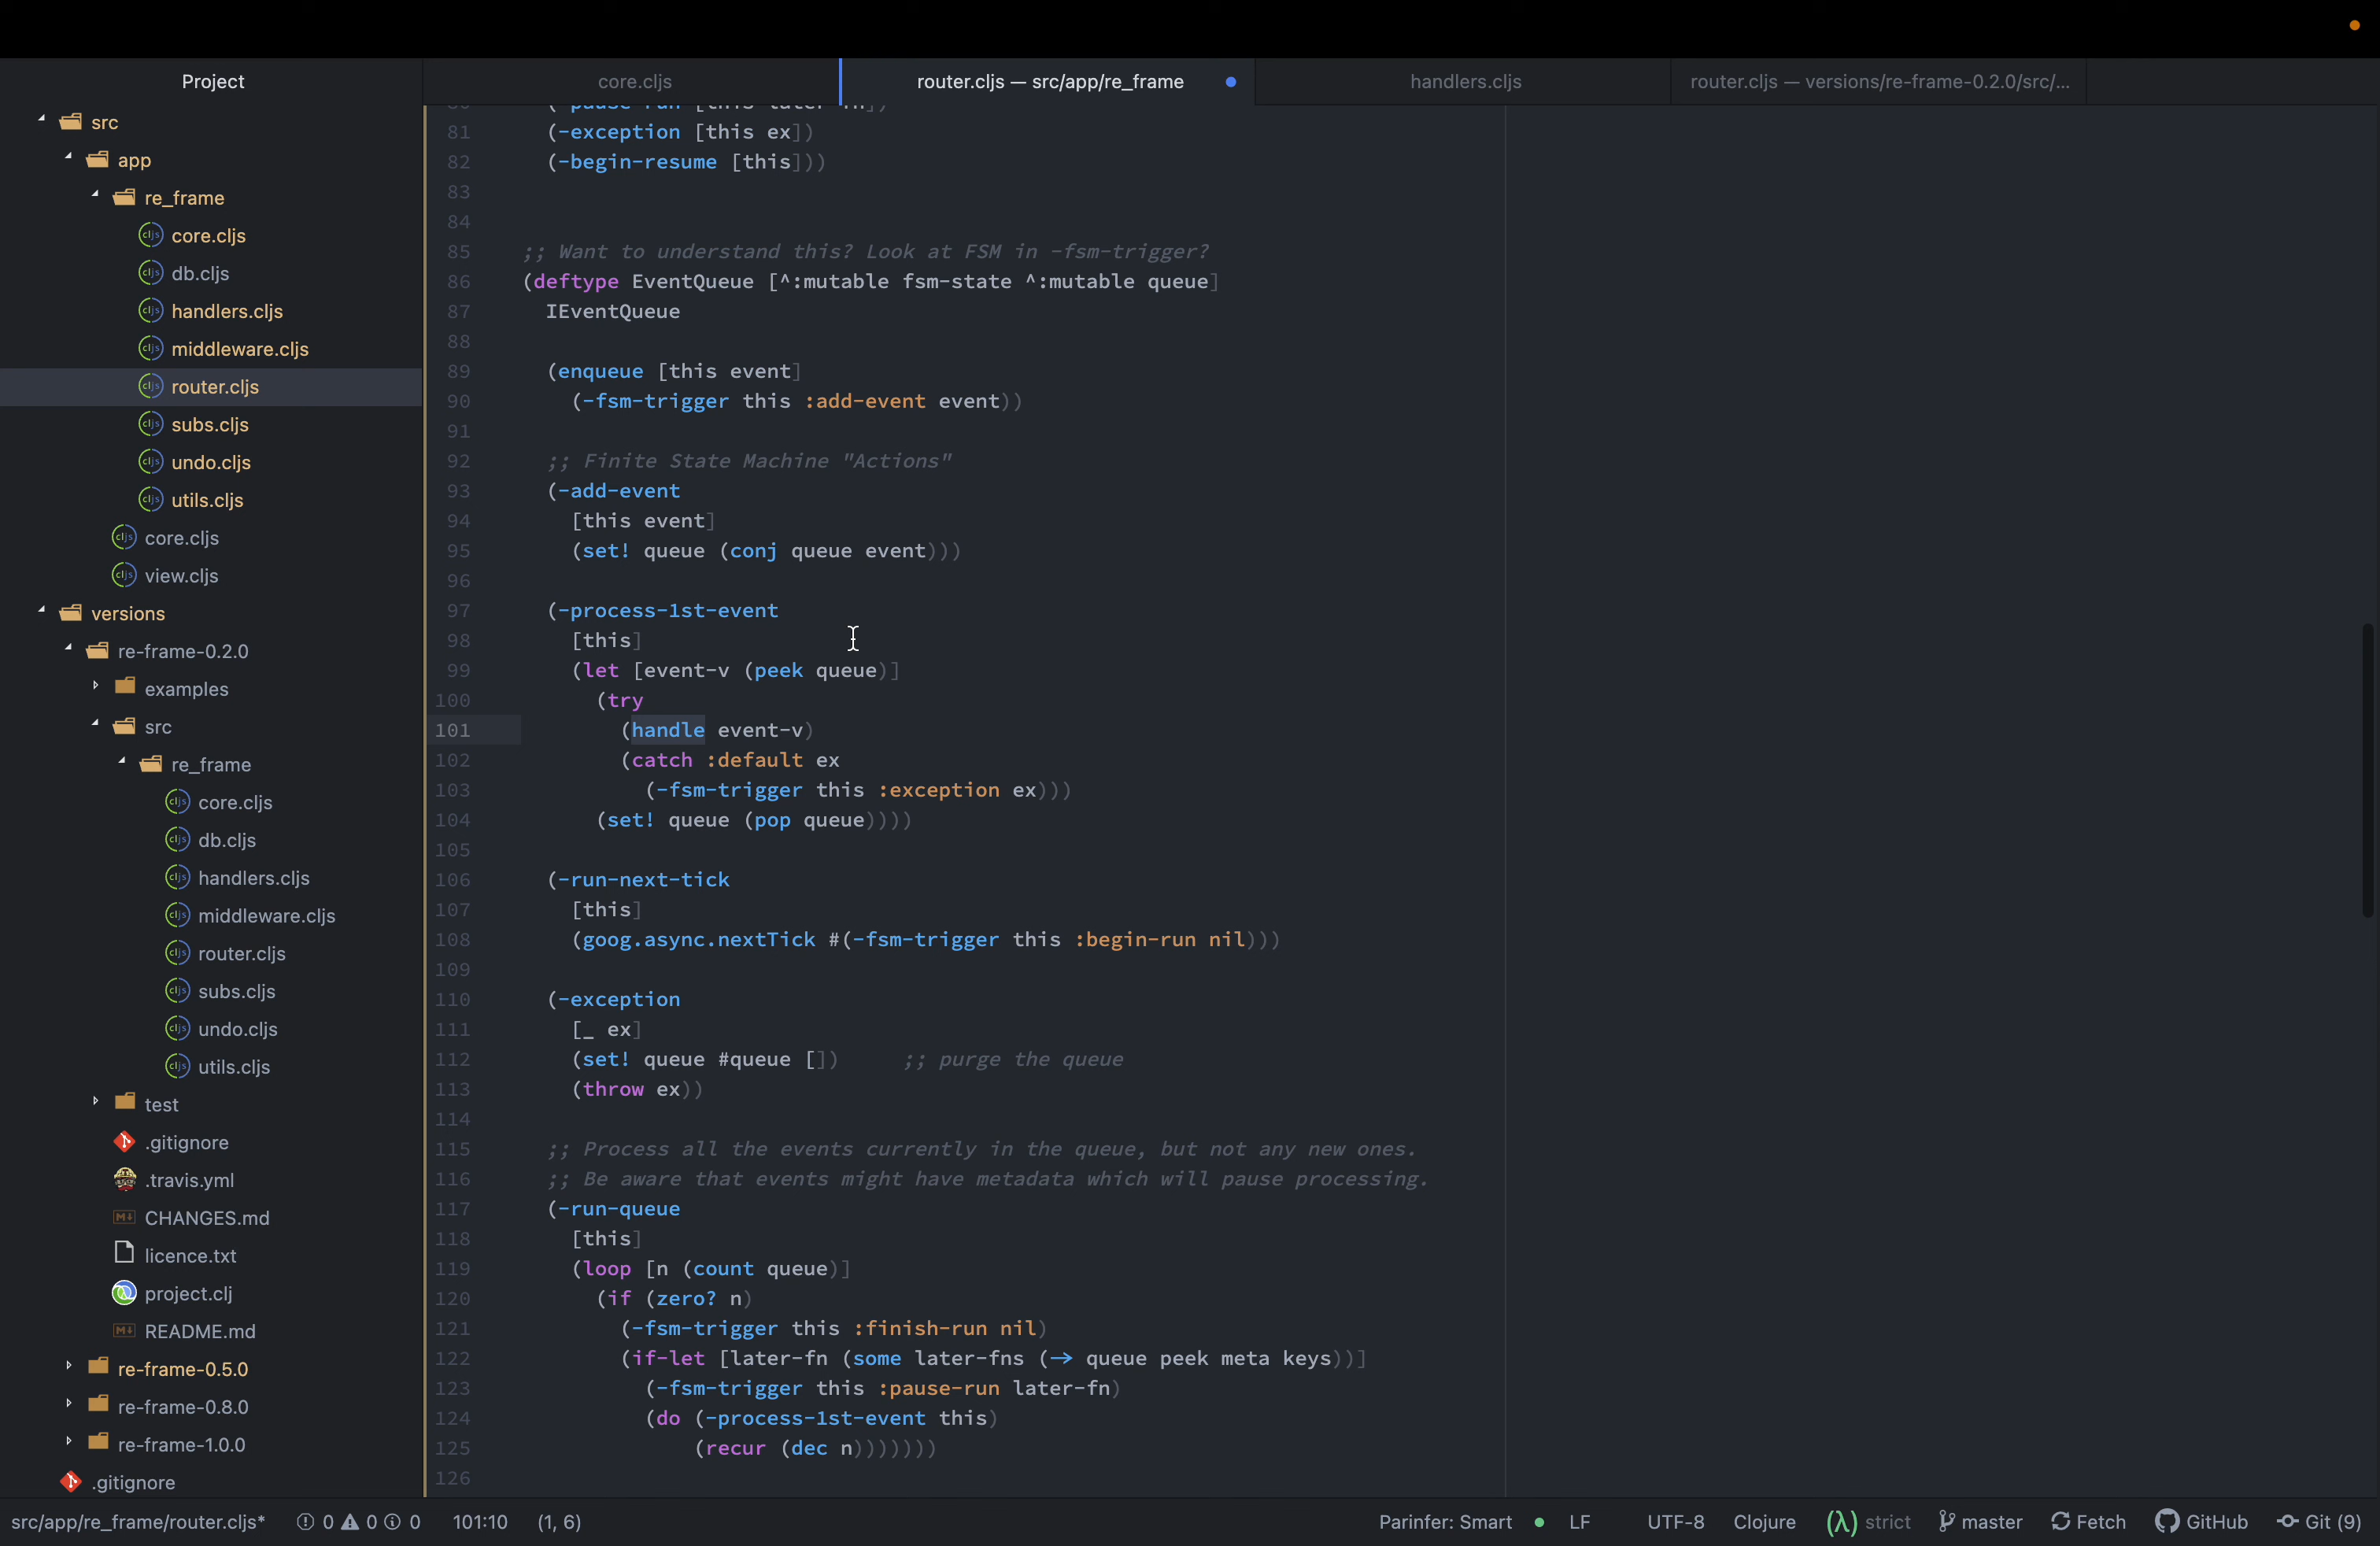 Project
core.cljs
router.cljs — src/app/re_frame
handlers.cljs
router.cljs — versions/re-frame-0.2.0/src/...
src
app
re_frame
core.cljs
db.cljs
handlers.cljs
middleware.cljs
router.cljs
subs.cljs
undo.cljs
utils.cljs
core.cljs
view.cljs
versions
re-frame-0.2.0
examples
src
re_frame
core.cljs
db.cljs
handlers.cljs
middleware.cljs
router.cljs
subs.cljs
undo.cljs
utils.cljs
test
.gitignore
.travis.yml
CHANGES.md
licence.txt
project.clj
README.md
re-frame-0.5.0
re-frame-0.8.0
re-frame-1.0.0
.gitignore
81 (-exception [this ex])
82 (-begin-resume [this]))
83
84
85 ;; Want to understand this? Look at FSM in -fsm-trigger?
86 (deftype EventQueue [^:mutable fsm-state ^:mutable queue]
87 IEventQueue
88
89 (enqueue [this event]
90 (-fsm-trigger this :add-event event))
91
92 ;; Finite State Machine "Actions"
93 (-add-event
94 [this event]
95 (set! queue (conj queue event)))
96
97 (-process-1st-event
98 [this]
99 (let [event-v (peek queue)]
100 (try
101 (handle event-v)
102 (catch :default ex
103 (-fsm-trigger this :exception ex)))
104 (set! queue (pop queue))))
105
106 (-run-next-tick
107 [this]
108 (goog.async.nextTick #(-fsm-trigger this :begin-run nil)))
109
110 (-exception
111 [_ ex]
112 (set! queue #queue []) ;; purge the queue
113 (throw ex))
114
115 ;; Process all the events currently in the queue, but not any new ones.
116 ;; Be aware that events might have metadata which will pause processing.
117 (-run-queue
118 [this]
119 (loop [n (count queue)]
120 (if (zero? n)
121 (-fsm-trigger this :finish-run nil)
122 (if-let [later-fn (some later-fns (-> queue peek meta keys))]
123 (-fsm-trigger this :pause-run later-fn)
124 (do (-process-1st-event this)
125 (recur (dec n)))))))
126
src/app/re_frame/router.cljs* 0 0 0 101:10 (1, 6) Parinfer: Smart LF UTF-8 Clojure (λ) strict master Fetch GitHub Git (9)